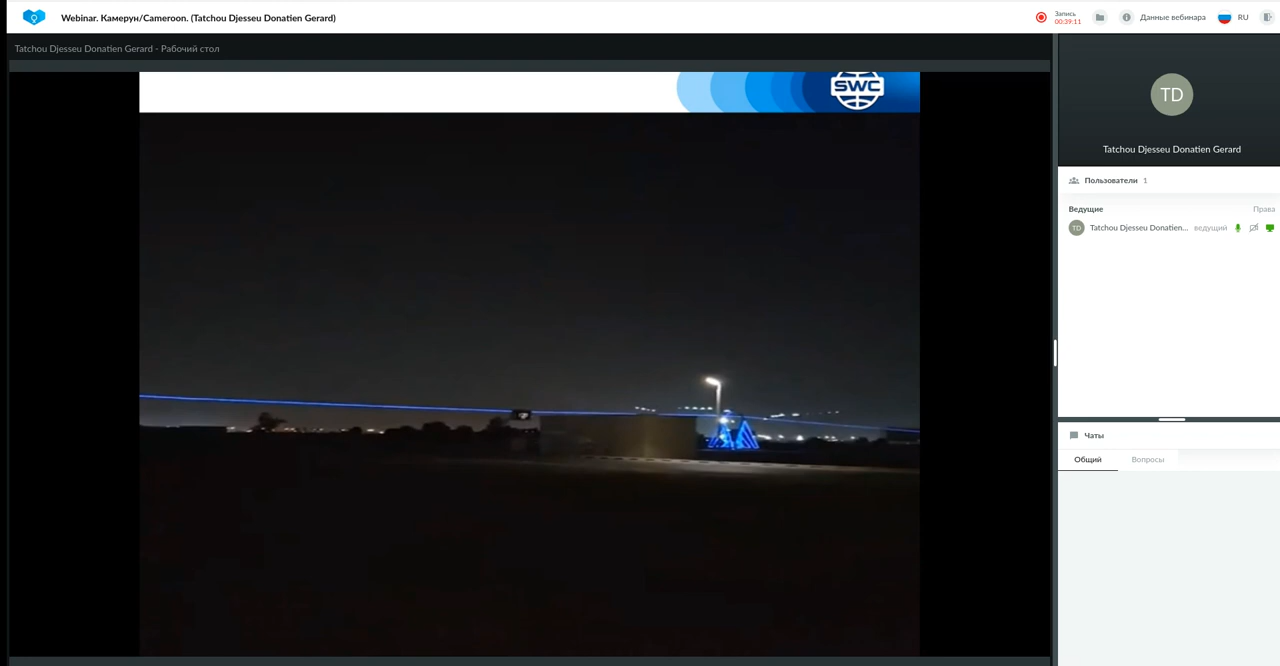 Webinar. Камерун/Cameroon. (Tatchou Djesseu Donatien Gerard)
Запись
00:39:11
Данные вебинара
RU
Tatchou Djesseu Donatien Gerard - Рабочий стол
SWC
TD
Tatchou Djesseu Donatien Gerard
Пользователи 1
Ведущие Права
TD Tatchou Djesseu Donatien... ведущий
Чаты
Общий Вопросы